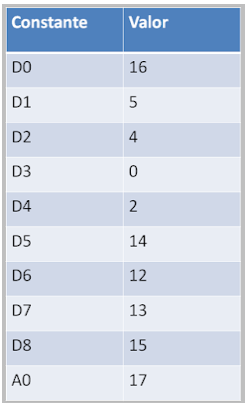 Constante Valor
D0 16
D1 5
D2 4
D3 0
D4 2
D5 14
D6 12
D7 13
D8 15
A0 17